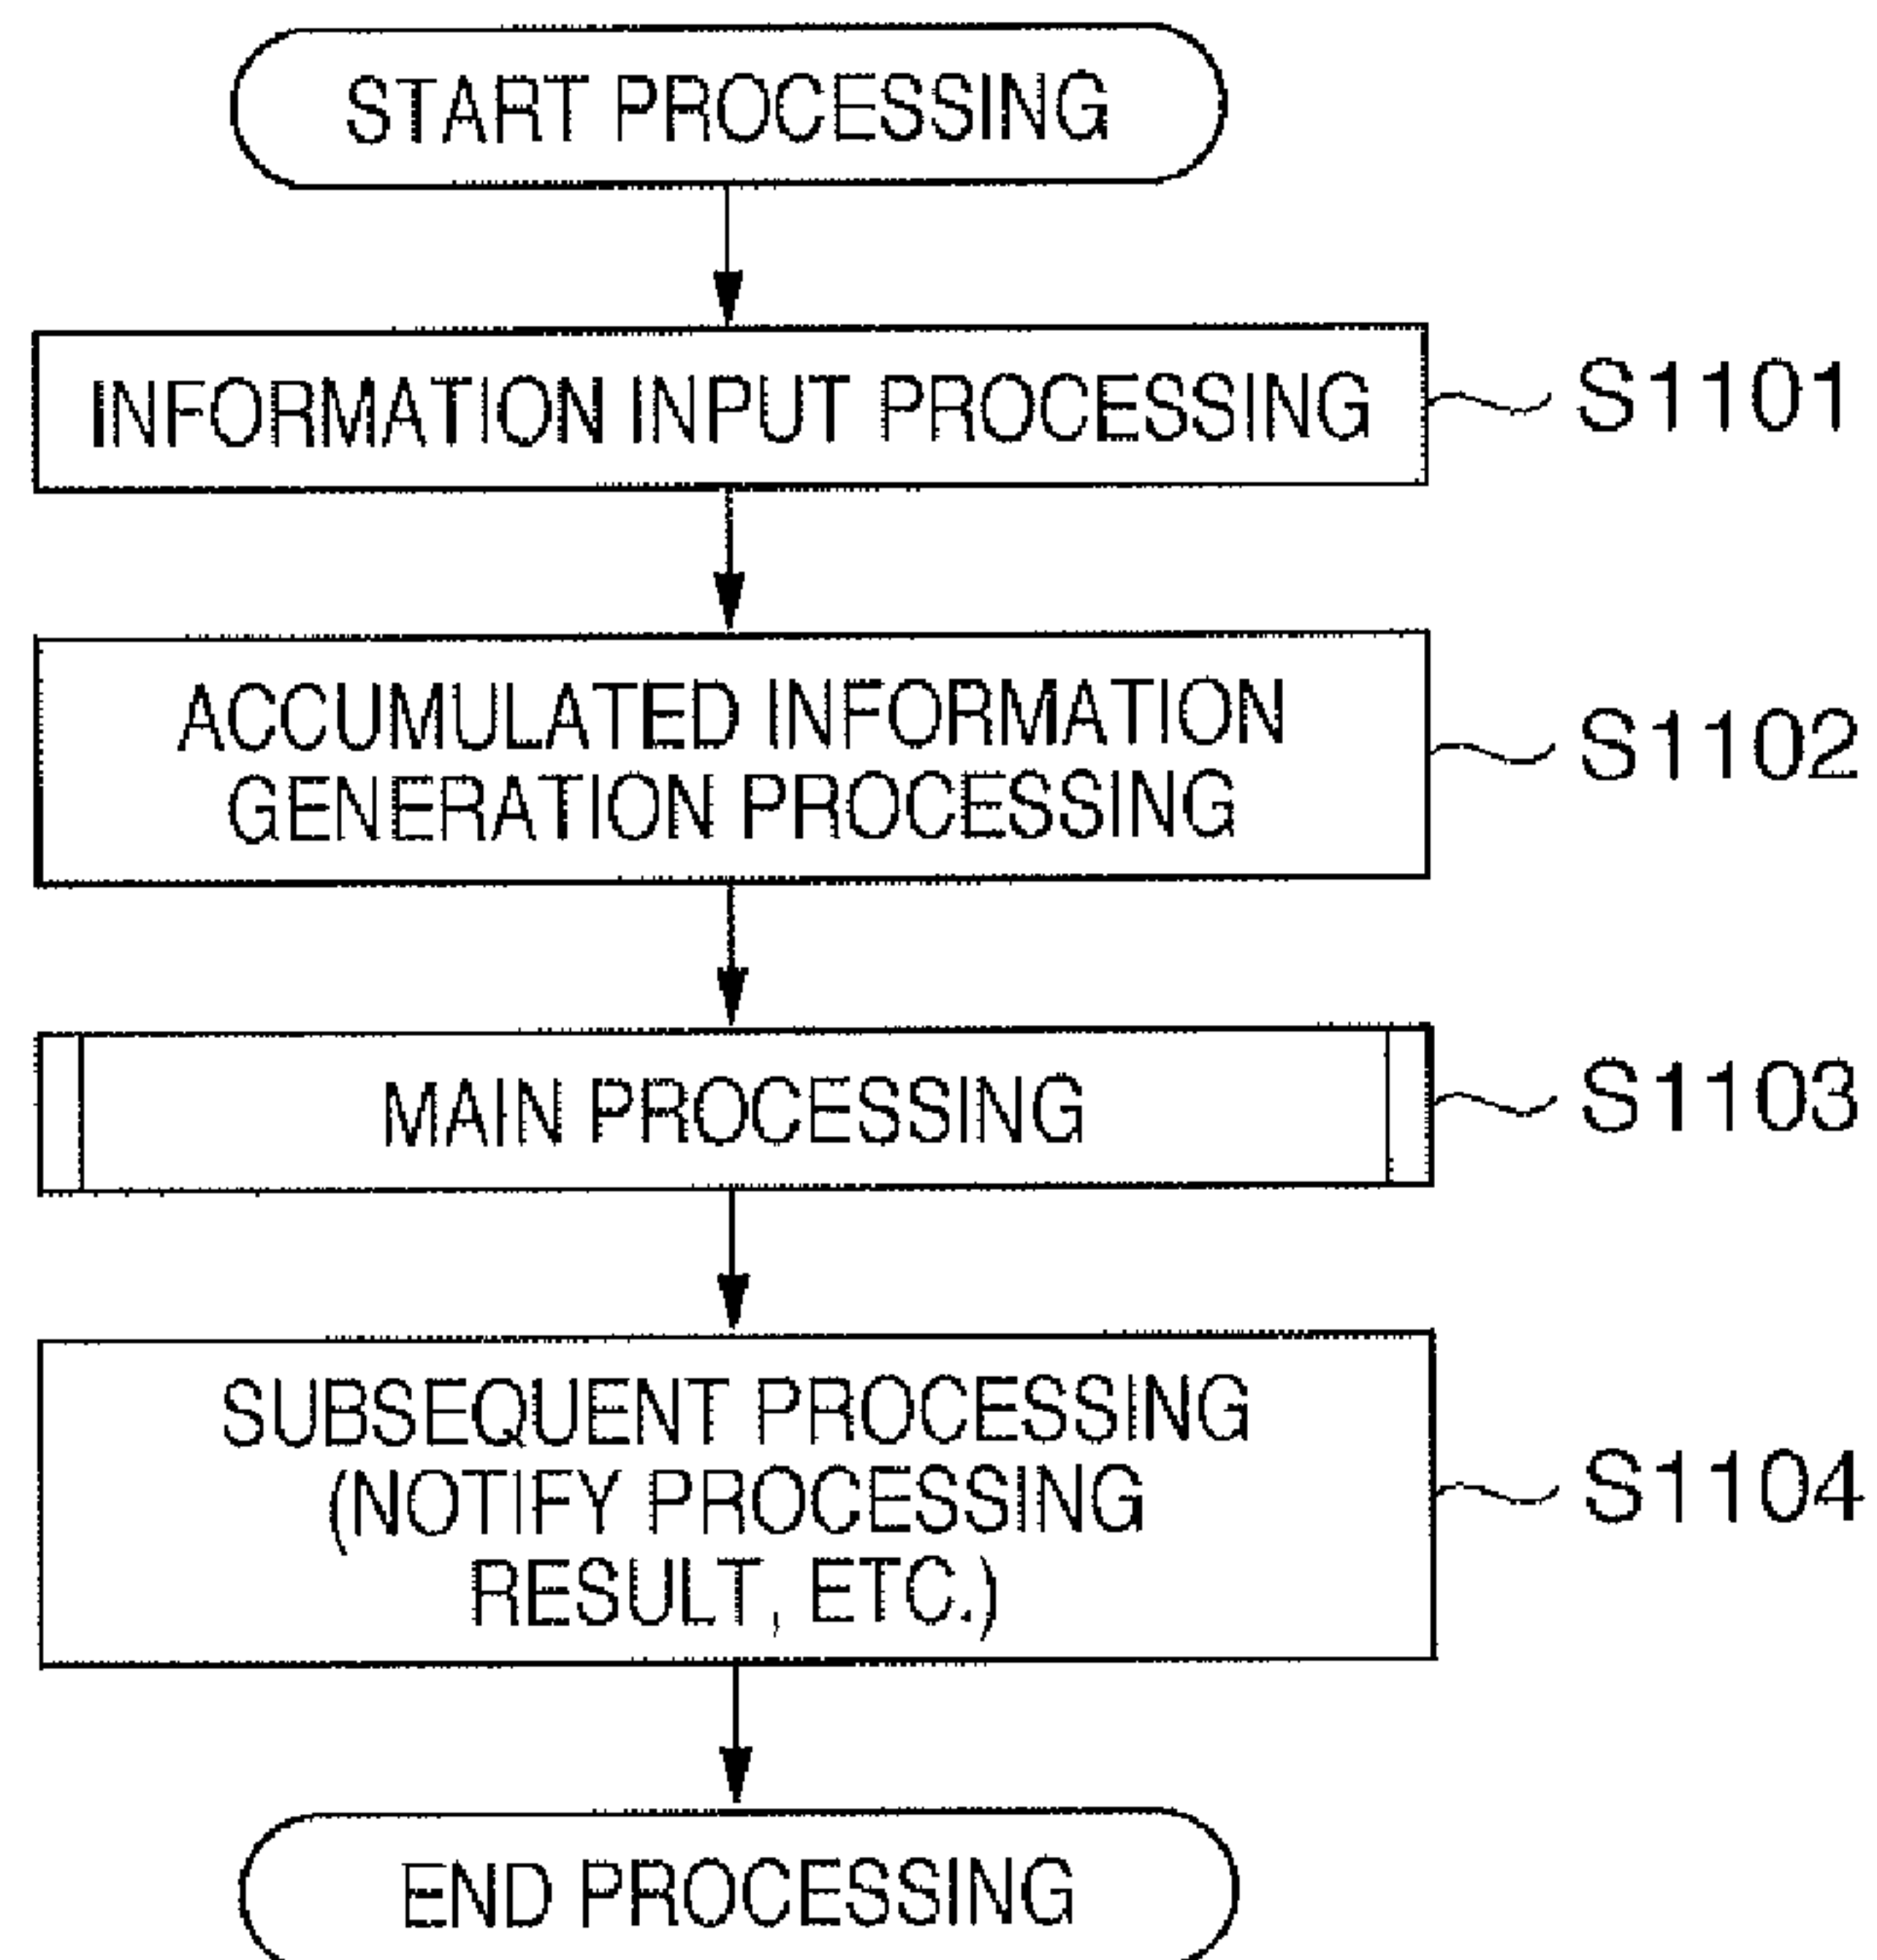 START PROCESSING
INFORMATION INPUT PROCESSING
S1101
ACCUMULATED INFORMATION
GENERATION PROCESSING
S1102
MAIN PROCESSING
S1103
SUBSEQUENT PROCESSING
(NOTIFY PROCESSING
RESULT, ETC.)
S1104
END PROCESSING